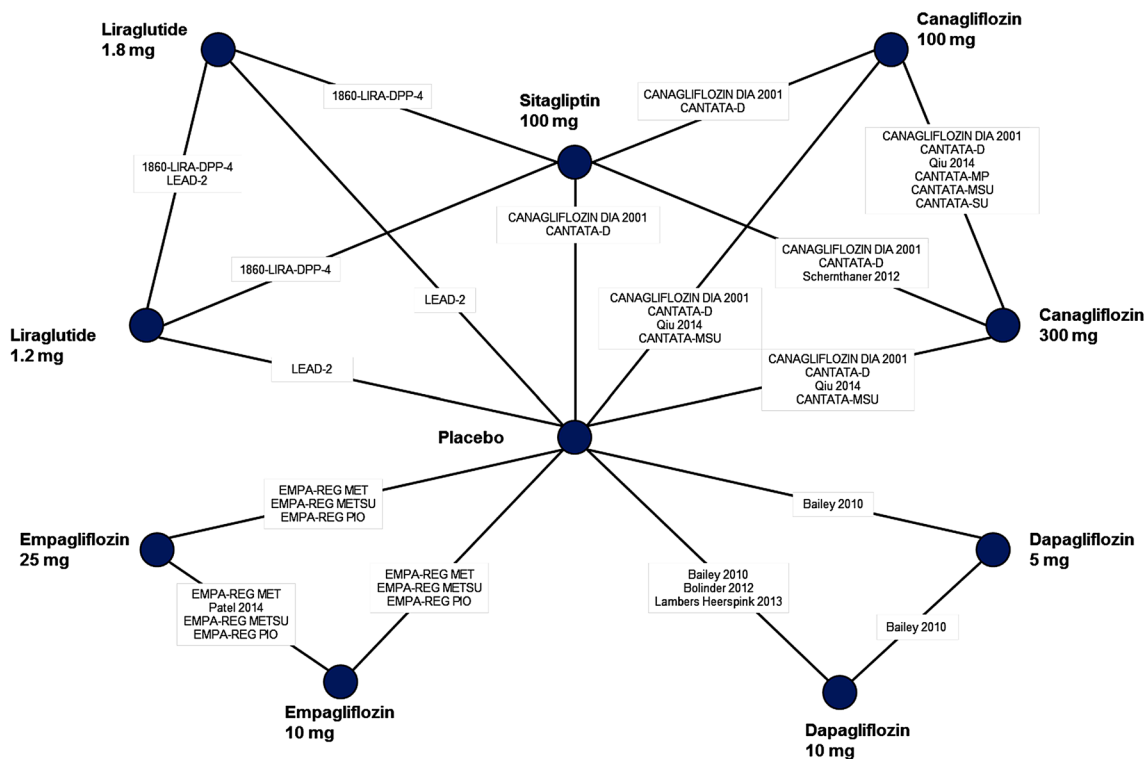 Liraglutide
1.8 mg
Canagliflozin
100 mg
1860-LIRA-DPP-4
Sitagliptin
100 mg
CANAGLIFLOZIN DIA 2001
CANTATA-D
CANAGLIFLOZIN DIA 2001
CANTATA-D
Qiu 2014
CANTATA-MP
CANTATA-MSU
CANTATA-SU
1860-LIRA-DPP-4
LEAD-2
CANAGLIFLOZIN DIA 2001
CANTATA-D
1860-LIRA-DPP-4
CANAGLIFLOZIN DIA 2001
CANTATA-D
Schernthaner 2012
LEAD-2
CANAGLIFLOZIN DIA 2001
CANTATA-D
Qiu 2014
CANTATA-MSU
Liraglutide
1.2 mg
Canagliflozin
300 mg
LEAD-2
CANAGLIFLOZIN DIA 2001
CANTATA-D
Qiu 2014
CANTATA-MSU
Placebo
EMPA-REG MET
EMPA-REG METSU
EMPA-REG PIO
Bailey 2010
Empagliflozin
25 mg
Dapagliflozin
5 mg
EMPA-REG MET
Patel 2014
EMPA-REG METSU
EMPA-REG PIO
EMPA-REG MET
EMPA-REG METSU
EMPA-REG PIO
Bailey 2010
Bolinder 2012
Lambers Heerspink 2013
Bailey 2010
Empagliflozin
10 mg
Dapagliflozin
10 mg